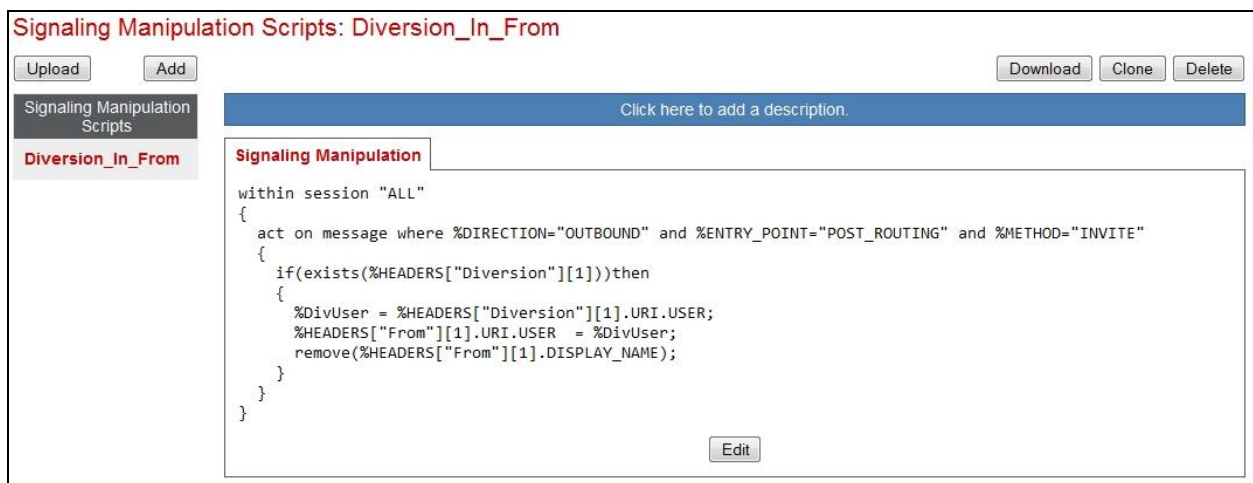 Signaling Manipulation Scripts: Diversion_In_From
Upload Add Download Clone Delete
Signaling Manipulation
Scripts
Click here to add a description.
Diversion_In_From
Signaling Manipulation
within session "ALL"
{
  act on message where %DIRECTION="OUTBOUND" and %ENTRY_POINT="POST_ROUTING" and %METHOD="INVITE"
  {
    if(exists(%HEADERS["Diversion"][1]))then
    {
      %DivUser = %HEADERS["Diversion"][1].URI.USER;
      %HEADERS["From"][1].URI.USER  = %DivUser;
      remove(%HEADERS["From"][1].DISPLAY_NAME);
    }
  }
}
Edit